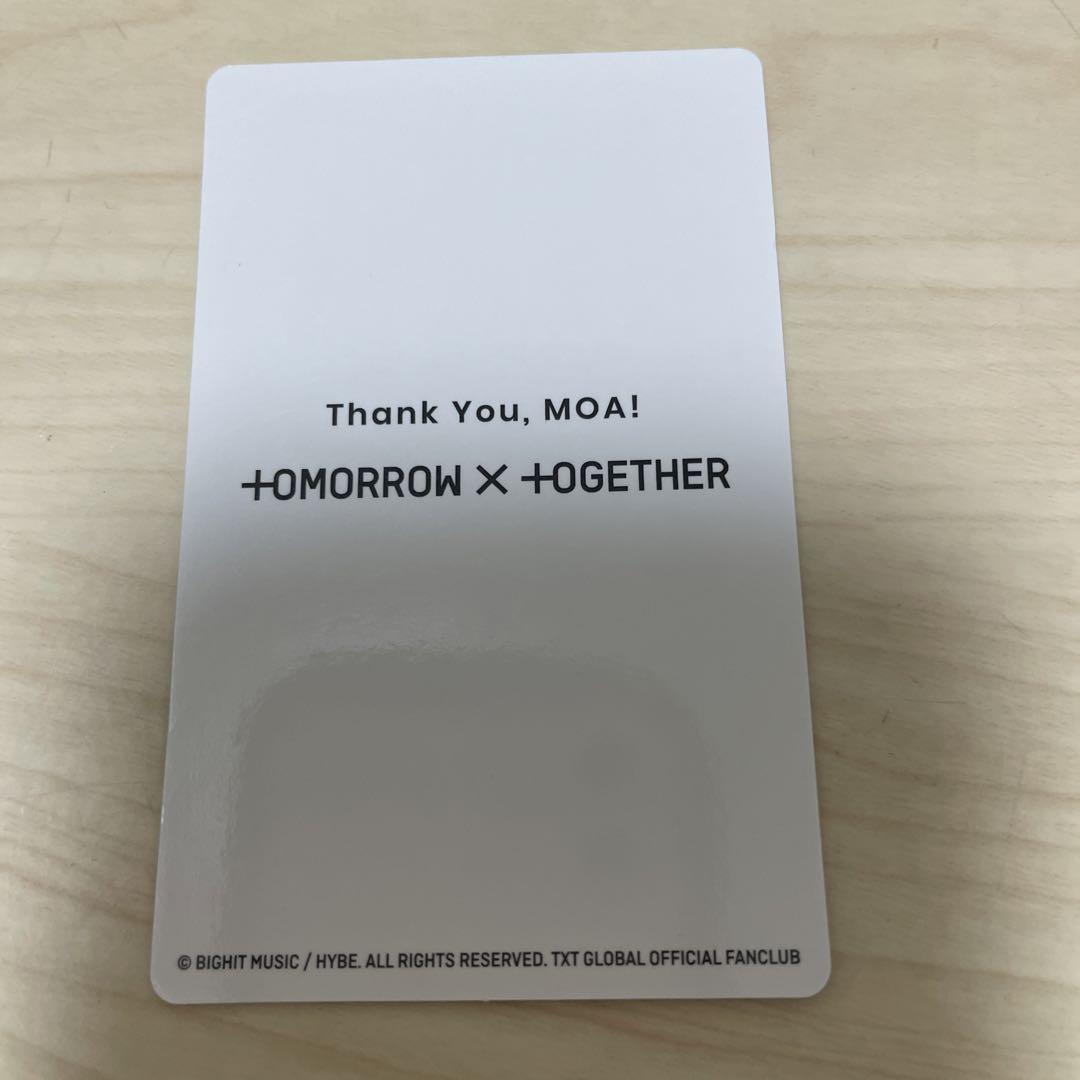 Thank You, MOA!
TOMORROW X TOGETHER
© BIGHIT MUSIC / HYBE. ALL RIGHTS RESERVED. TXT GLOBAL OFFICIAL FANCLUB